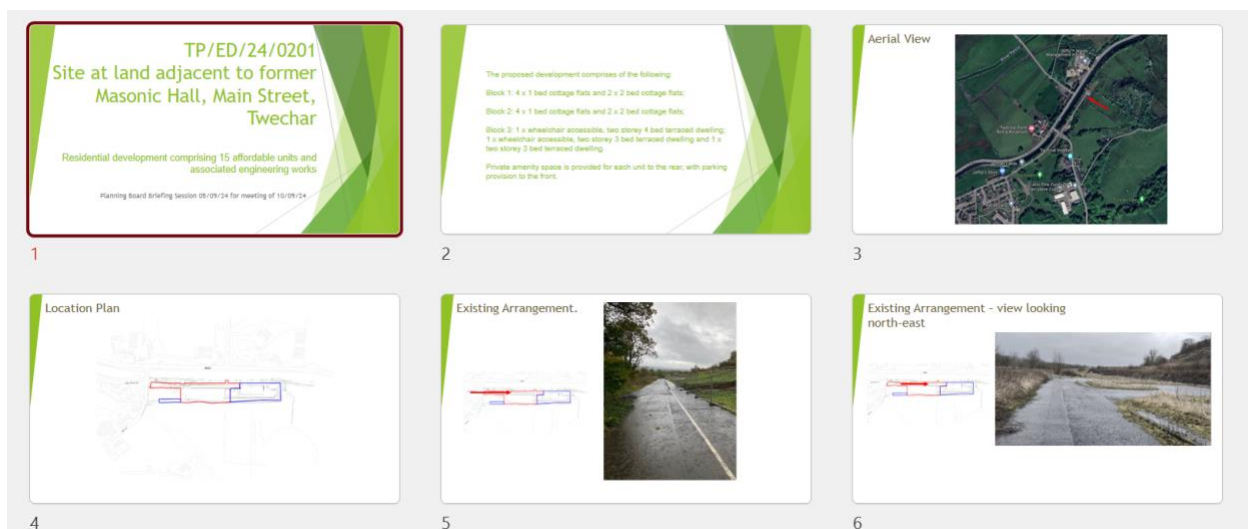 TP/ED/24/0201
Site at land adjacent to former
Masonic Hall, Main Street,
Twechar
Residential development comprising 15 affordable units and
associated engineering works
Planning Board Briefing Session 09/09/24 for meeting of 10/09/24
1
The proposed development comprises of the following:
Block 1: 4 x 1 bed cottage flats and 2 x 2 bed cottage flats;
Block 2: 4 x 1 bed cottage flats and 2 x 2 bed cottage flats;
Block 3: 1 x wheelchair accessible, two storey 4 bed terraced dwelling;
1 x wheelchair accessible, two storey 3 bed terraced dwelling and 1 x
two storey 3 bed terraced dwelling.
Private amenity space is provided for each unit to the rear, with parking
provision to the front.
2
Aerial View
3
Location Plan
4
Existing Arrangement.
5
Existing Arrangement - view looking
north-east
6